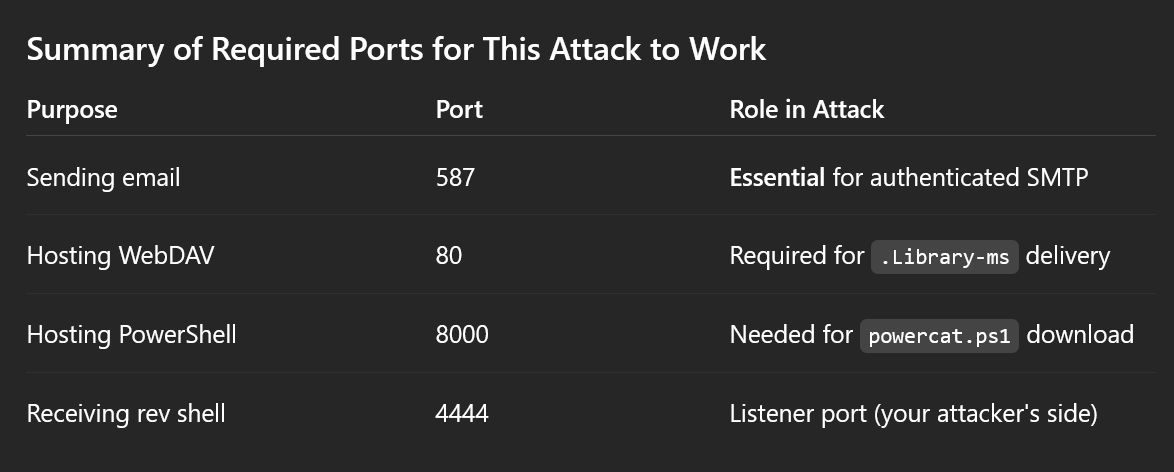 Summary of Required Ports for This Attack to Work
Purpose Port Role in Attack
Sending email 587 Essential for authenticated SMTP
Hosting WebDAV 80 Required for .Library-ms delivery
Hosting PowerShell 8000 Needed for powercat.ps1 download
Receiving rev shell 4444 Listener port (your attacker's side)